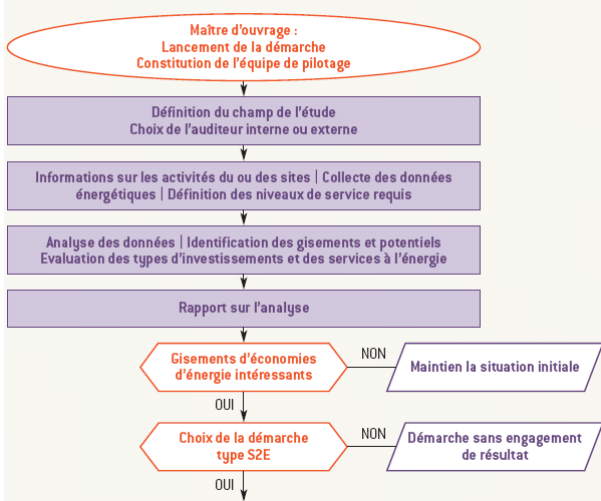 Maître d'ouvrage :
Lancement de la démarche
Constitution de l'équipe de pilotage
Définition du champ de l'étude
Choix de l'auditeur interne ou externe
Informations sur les activités du ou des sites | Collecte des données
énergétiques | Définition des niveaux de service requis
Analyse des données | Identification des gisements et potentiels
Evaluation des types d'investissements et des services à l'énergie
Rapport sur l'analyse
Gisements d'économies
d'énergie intéressants
NON
Maintien la situation initiale
OUI
Choix de la démarche
type S2E
NON
Démarche sans engagement
de résultat
OUI